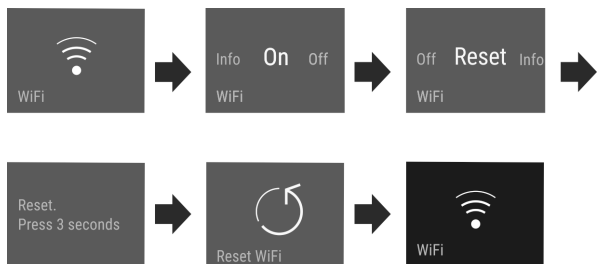 WiFi
Info On Off
WiFi
Off Reset Info
WiFi
Reset.
Press 3 seconds
Reset WiFi
WiFi